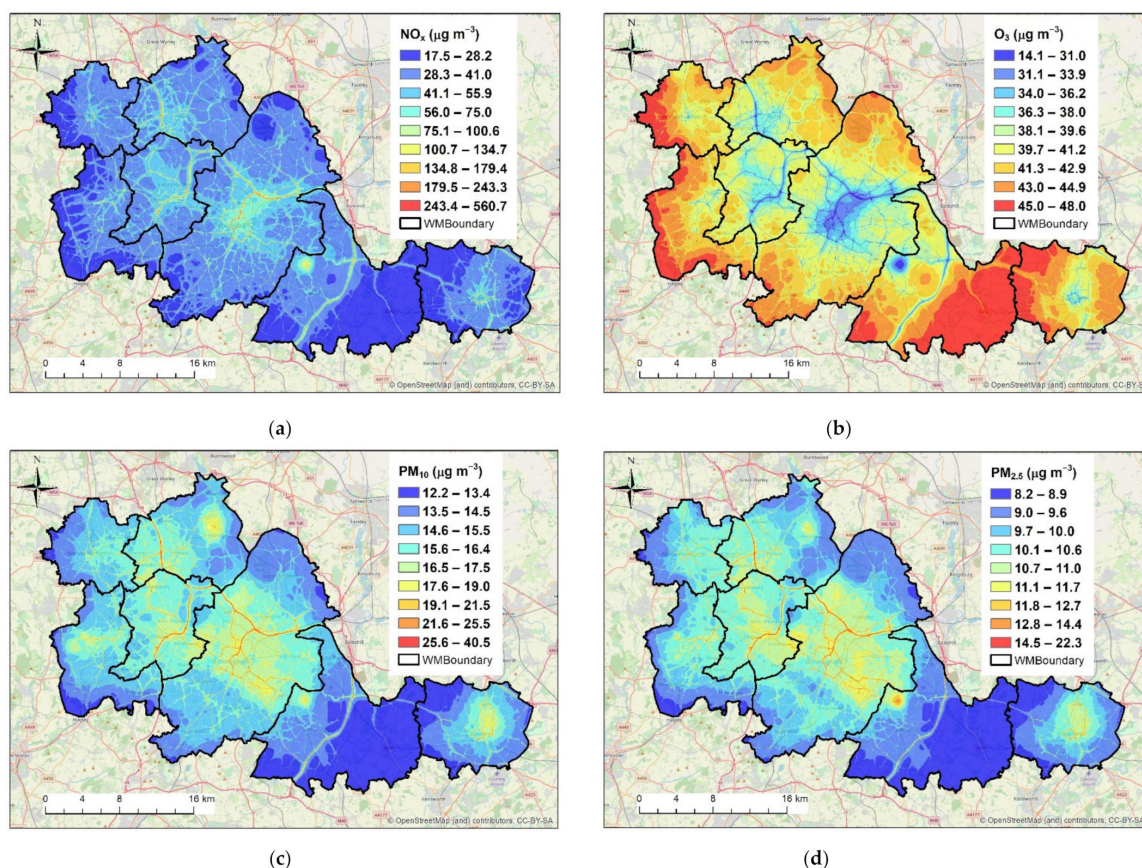 N
NOx (μg m⁻³)
17.5 – 28.2
28.3 – 41.0
41.1 – 55.9
56.0 – 75.0
75.1 – 100.6
100.7 – 134.7
134.8 – 179.4
179.5 – 243.3
243.4 – 560.7
WMBoundary
0 4 8 16 km
© OpenStreetMap (and) contributors, CC-BY-SA
(a)
N
O₃ (μg m⁻³)
14.1 – 31.0
31.1 – 33.9
34.0 – 36.2
36.3 – 38.0
38.1 – 39.6
39.7 – 41.2
41.3 – 42.9
43.0 – 44.9
45.0 – 48.0
WMBoundary
0 4 8 16 km
© OpenStreetMap (and) contributors, CC-BY-SA
(b)
N
PM₁₀ (μg m⁻³)
12.2 – 13.4
13.5 – 14.5
14.6 – 15.5
15.6 – 16.4
16.5 – 17.5
17.6 – 19.0
19.1 – 21.5
21.6 – 25.5
25.6 – 40.5
WMBoundary
0 4 8 16 km
© OpenStreetMap (and) contributors, CC-BY-SA
(c)
N
PM₂.₅ (μg m⁻³)
8.2 – 8.9
9.0 – 9.6
9.7 – 10.0
10.1 – 10.6
10.7 – 11.0
11.1 – 11.7
11.8 – 12.7
12.8 – 14.4
14.5 – 22.3
WMBoundary
0 4 8 16 km
© OpenStreetMap (and) contributors, CC-BY-SA
(d)